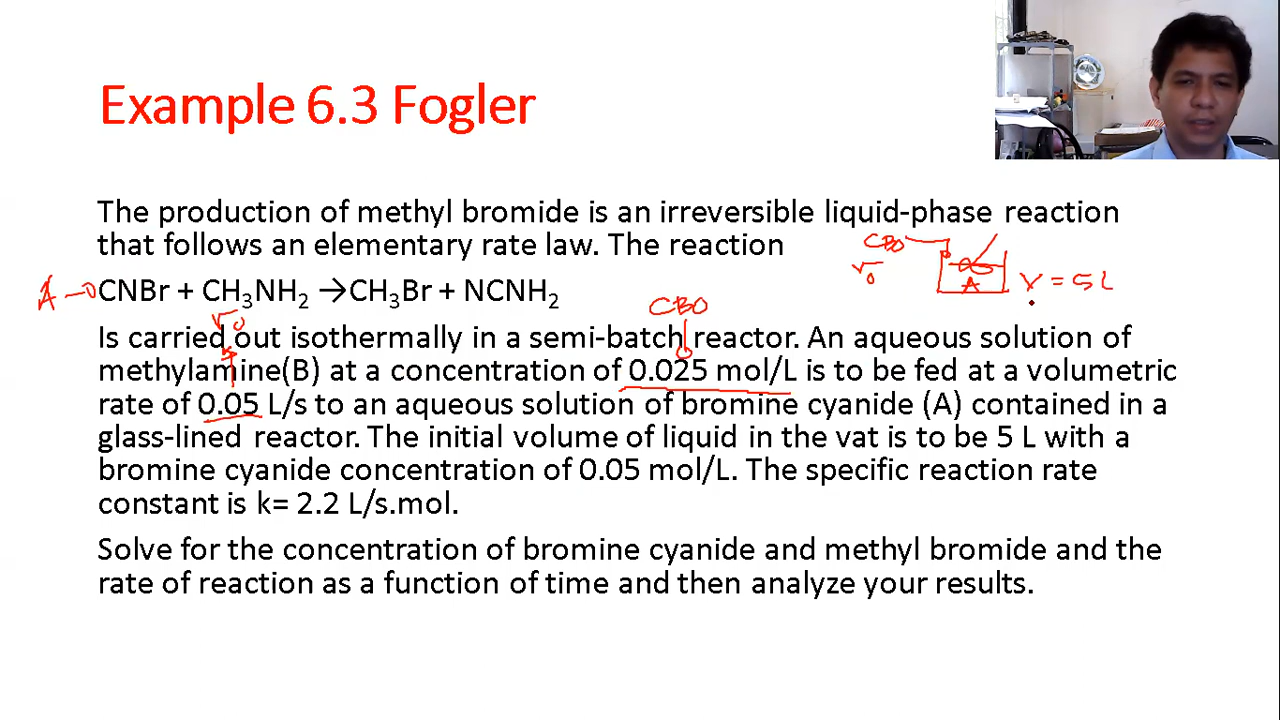 Example 6.3 Fogler
The production of methyl bromide is an irreversible liquid-phase reaction
that follows an elementary rate law. The reaction
CBO
V0
A
V = 5L
A → CNBr + CH₃NH₂ →CH₃Br + NCNH₂
V0
CBO
Is carried out isothermally in a semi-batch reactor. An aqueous solution of
methylamine(B) at a concentration of 0.025 mol/L is to be fed at a volumetric
rate of 0.05 L/s to an aqueous solution of bromine cyanide (A) contained in a
glass-lined reactor. The initial volume of liquid in the vat is to be 5 L with a
bromine cyanide concentration of 0.05 mol/L. The specific reaction rate
constant is k= 2.2 L/s.mol.
Solve for the concentration of bromine cyanide and methyl bromide and the
rate of reaction as a function of time and then analyze your results.